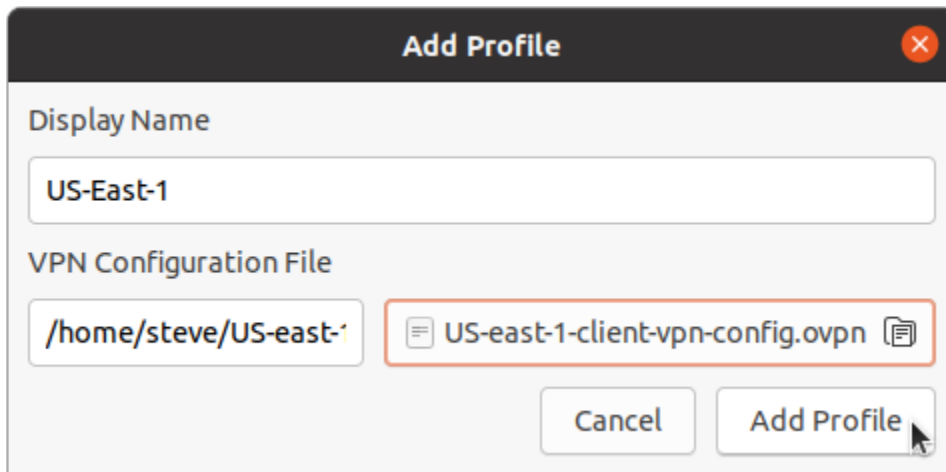 Add Profile
Display Name
US-East-1
VPN Configuration File
/home/steve/US-east-1 US-east-1-client-vpn-config.ovpn
Cancel Add Profile